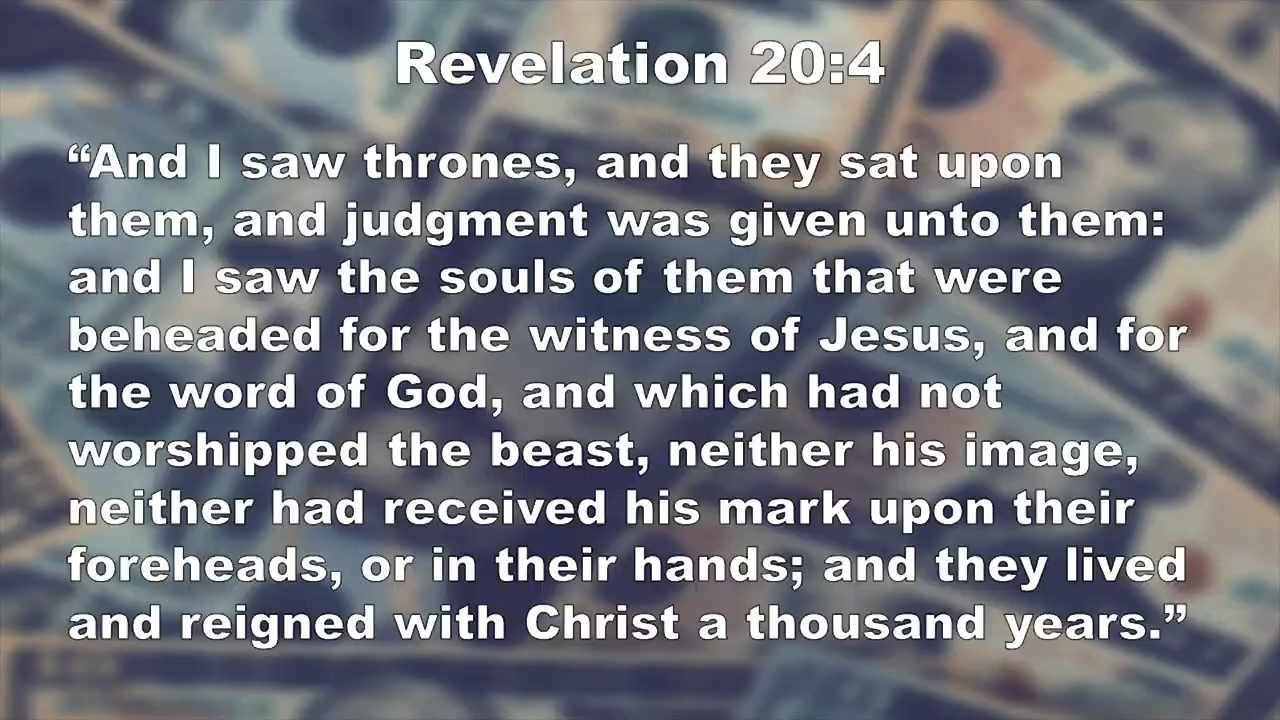 Revelation 20:4
“And I saw thrones, and they sat upon
them, and judgment was given unto them:
and I saw the souls of them that were
beheaded for the witness of Jesus, and for
the word of God, and which had not
worshipped the beast, neither his image,
neither had received his mark upon their
foreheads, or in their hands; and they lived
and reigned with Christ a thousand years.”